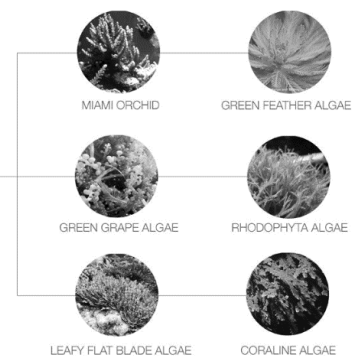 MIAMI ORCHID
GREEN FEATHER ALGAE
GREEN GRAPE ALGAE
RHODOPHYTA ALGAE
LEAFY FLAT BLADE ALGAE
CORALINE ALGAE